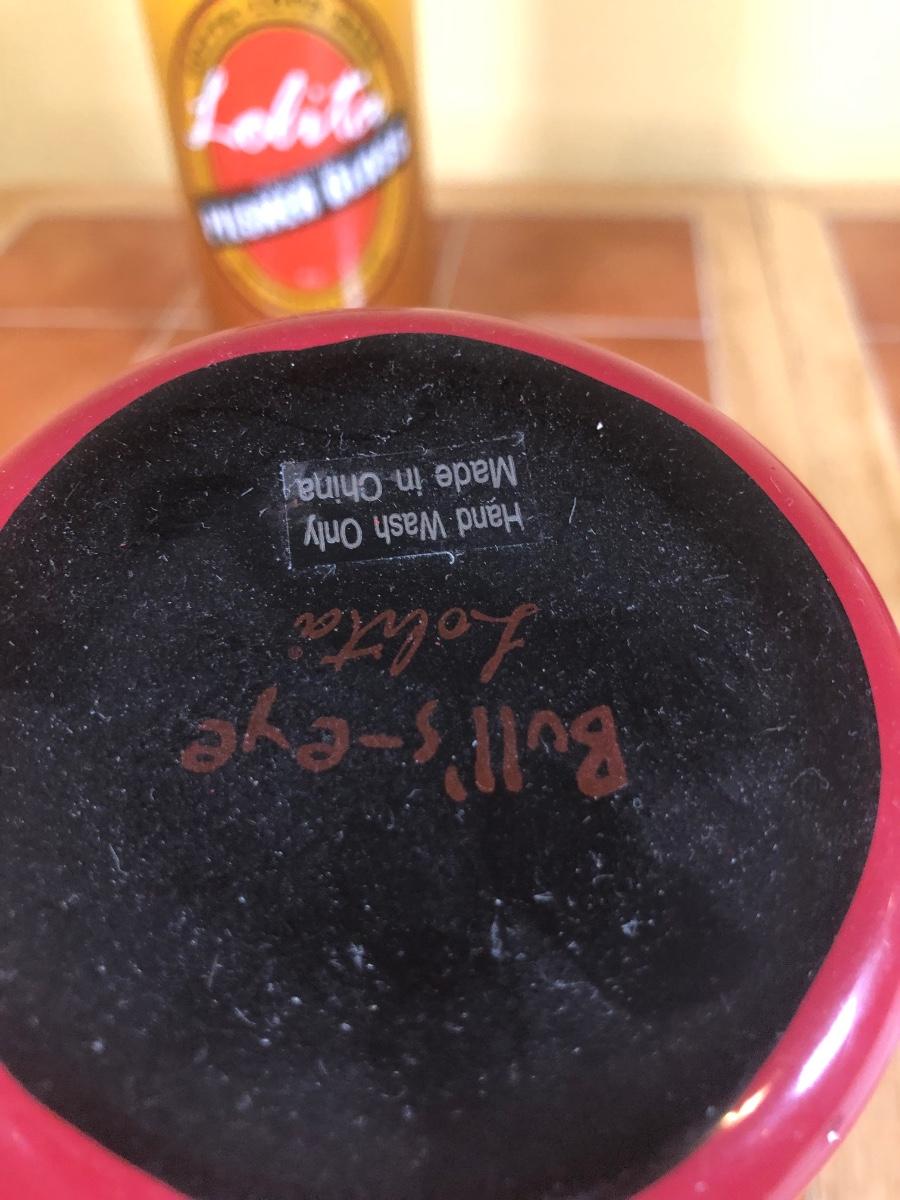 Lolita
Bull's-eye
Lolita
Hand Wash Only
Made in China